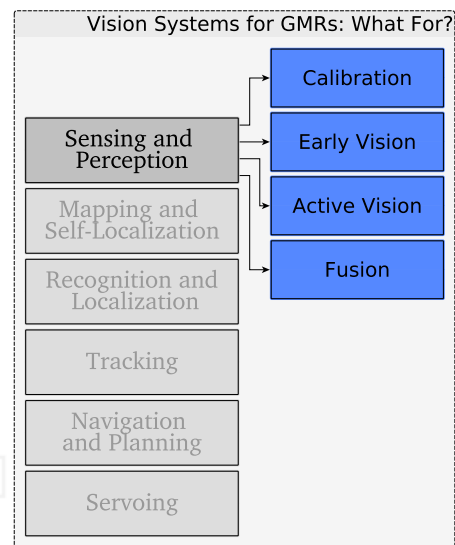 Vision Systems for GMRs: What For?
Calibration
Sensing and
Perception
Early Vision
Mapping and
Self-Localization
Active Vision
Recognition and
Localization
Fusion
Tracking
Navigation
and Planning
Servoing